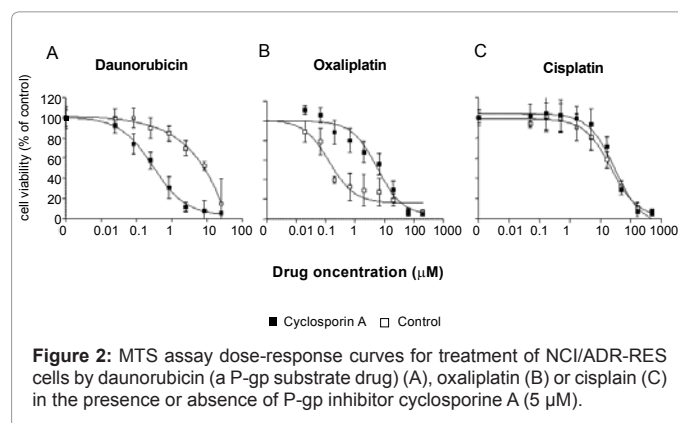 A
B
C
Daunorubicin
Oxaliplatin
Cisplatin
cell viability (% of control)
120
100
80
60
40
20
0
0 0.01 0.1 1 10 100
0 0.01 0.1 1 10 100 1000
0 0.01 0.1 1 10 100 1000
Drug oncentration (μM)
■ Cyclosporin A □ Control
Figure 2: MTS assay dose-response curves for treatment of NCI/ADR-RES
cells by daunorubicin (a P-gp substrate drug) (A), oxaliplatin (B) or cisplain (C)
in the presence or absence of P-gp inhibitor cyclosporine A (5 μM).